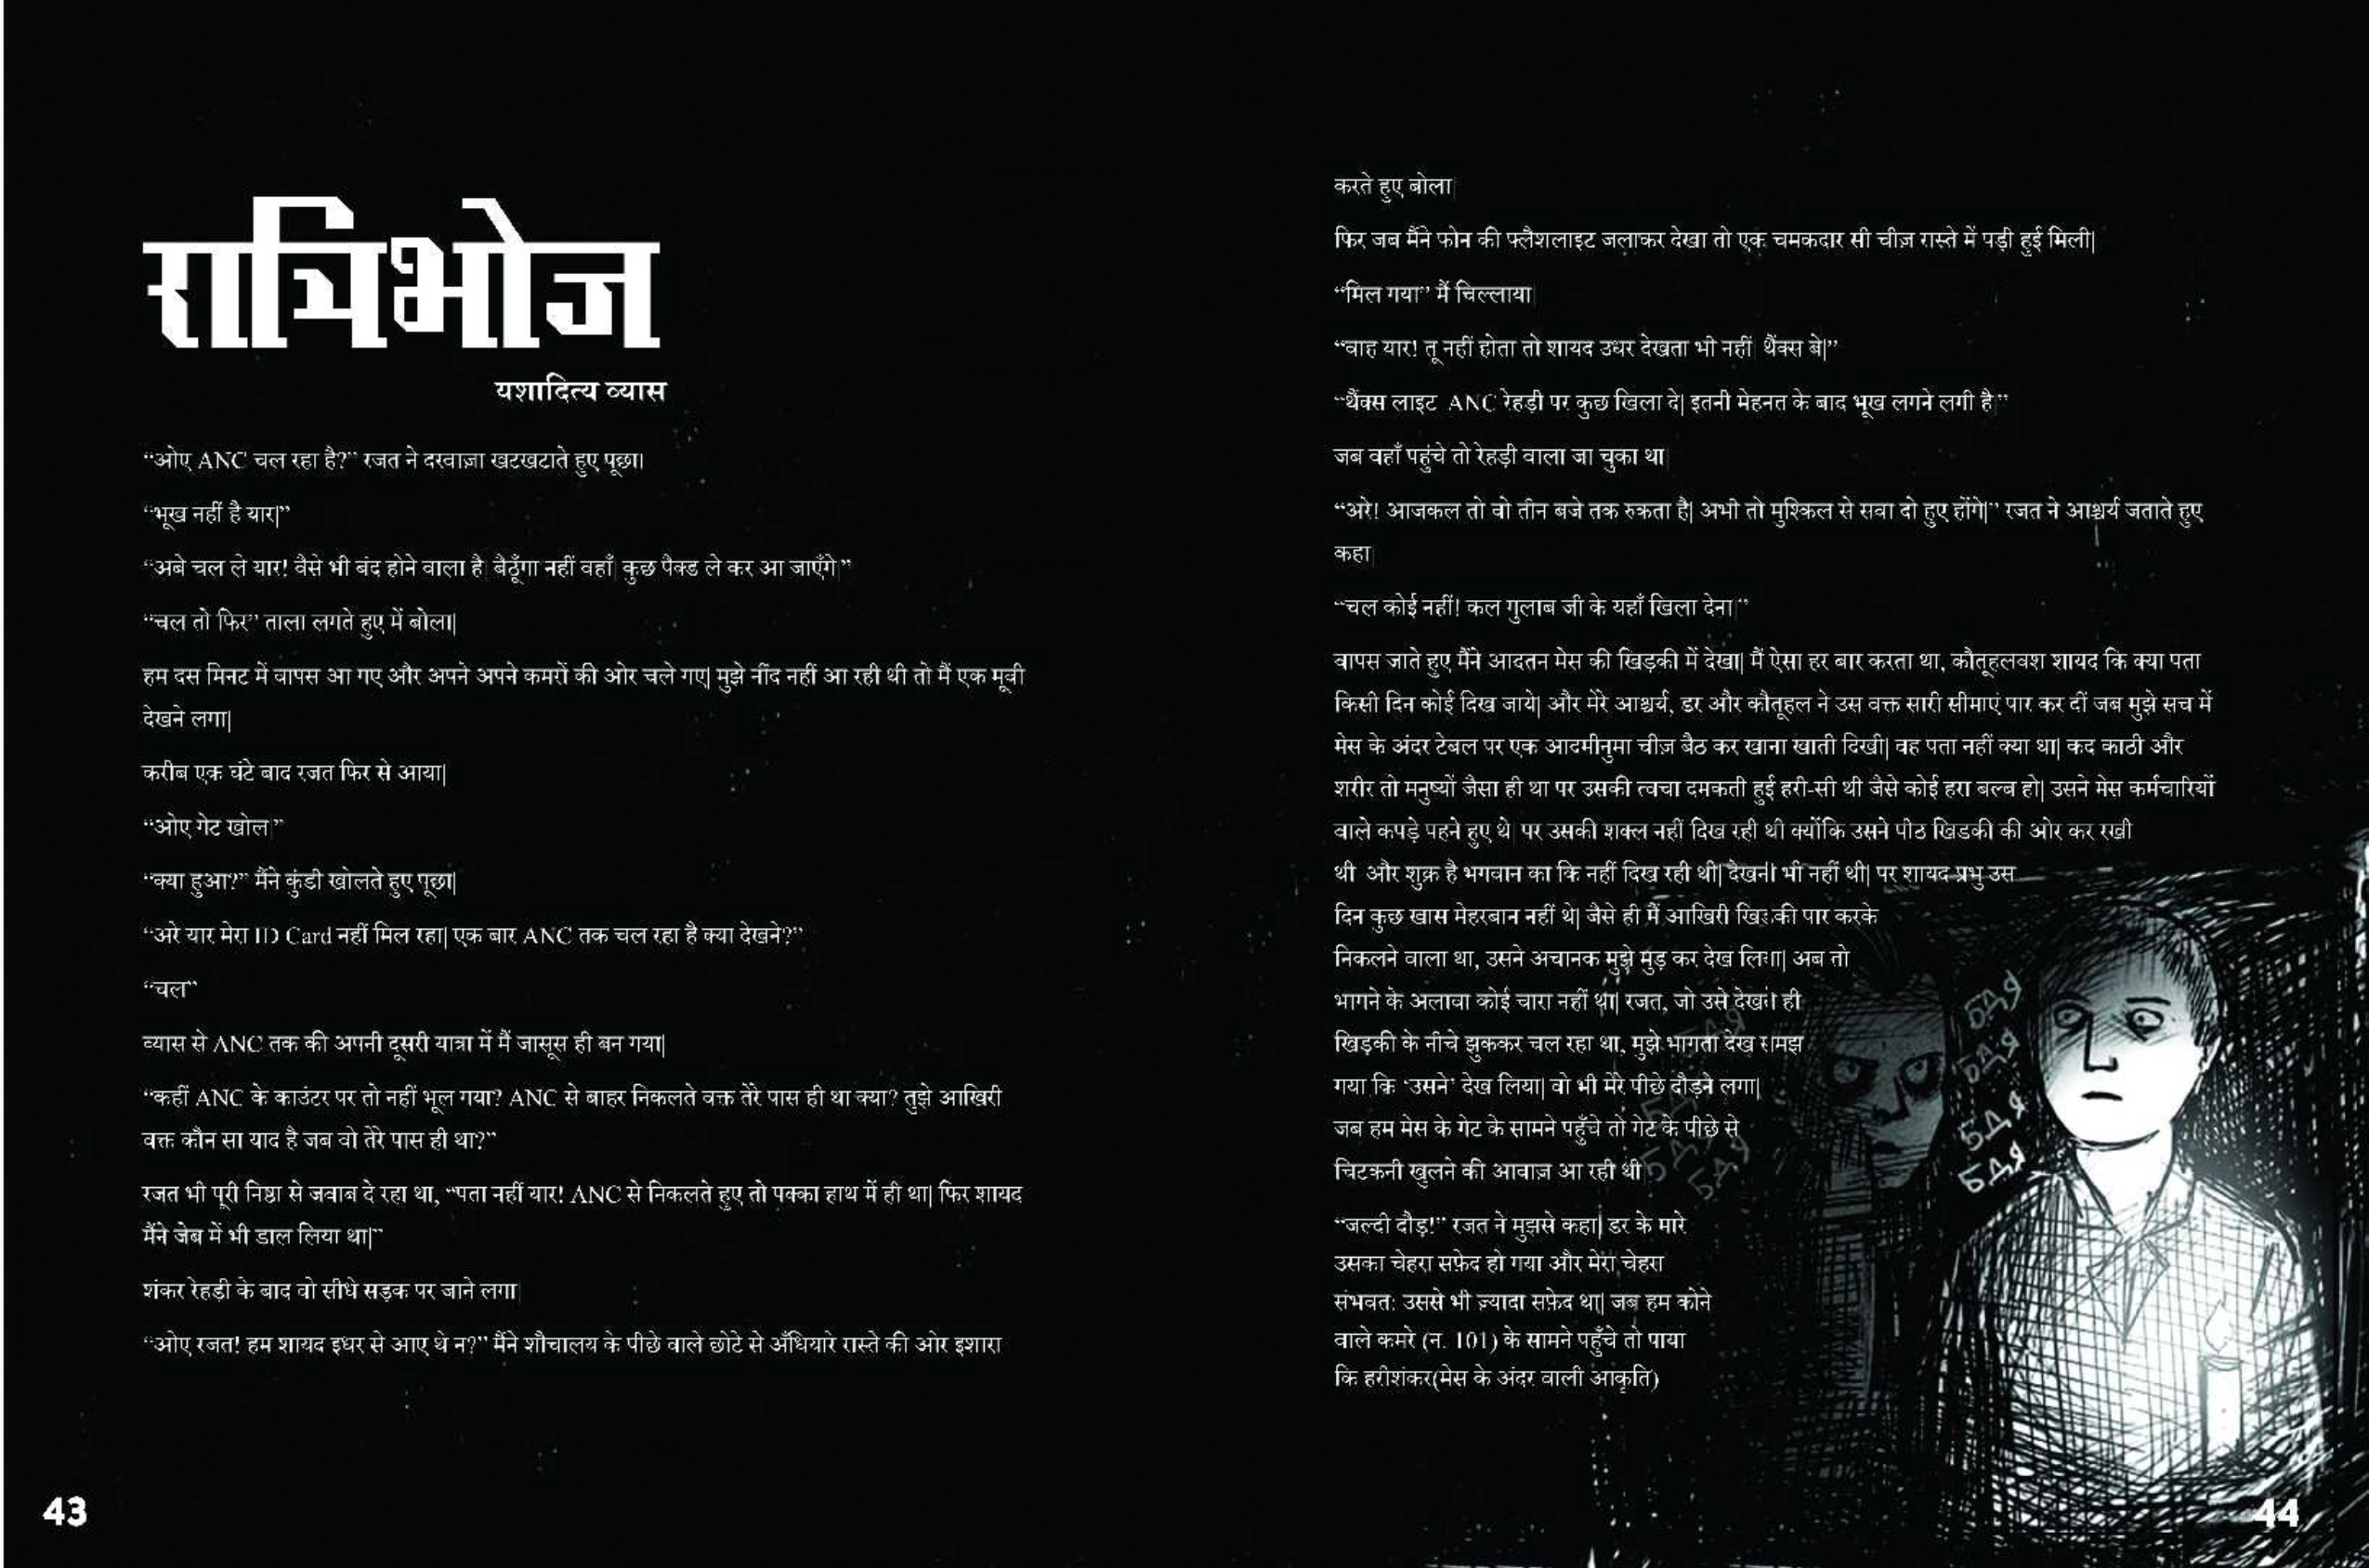 रात्रिभोज
यशादित्य व्यास
“ओए ANC चल रहा है?” रजत ने दरवाज़ा खटखटाते हुए पूछा।
“भूख नहीं है यार|”
“अबे चल ले यार! वैसे भी बंद होने वाला है| बैठूँगा नहीं वहाँ| कुछ पैक्ड ले कर आ जाएँगे|”
“चल तो फिर” ताला लगते हुए में बोला|
हम दस मिनट में वापस आ गए और अपने अपने कमरों की ओर चले गए| मुझे नींद नहीं आ रही थी तो मैं एक मूवी
देखने लगा|
करीब एक घंटे बाद रजत फिर से आया|
“ओए गेट खोल|”
“क्या हुआ?” मैंने कुंडी खोलते हुए पूछा|
“अरे यार मेरा ID Card नहीं मिल रहा| एक बार ANC तक चल रहा है क्या देखने?”
“चल”
व्यास से ANC तक की अपनी दूसरी यात्रा में मैं जासूस ही बन गया|
“कहीं ANC के काउंटर पर तो नहीं भूल गया? ANC से बाहर निकलते वक्त तेरे पास ही था क्या? तुझे आखिरी
वक्त कौन सा याद है जब वो तेरे पास ही था?”
रजत भी पूरी निष्ठा से जवाब दे रहा था, “पता नहीं यार! ANC से निकलते हुए तो पक्का हाथ में ही था| फिर शायद
मैंने जेब में भी डाल लिया था|”
शंकर रेहड़ी के बाद वो सीधे सड़क पर जाने लगा|
“ओए रजत! हम शायद इधर से आए थे न?” मैंने शौचालय के पीछे वाले छोटे से अँधियारे रास्ते की ओर इशारा
43
करते हुए बोला|
फिर जब मैंने फोन की फ्लैशलाइट जलाकर देखा तो एक चमकदार सी चीज़ रास्ते में पड़ी हुई मिली|
“मिल गया” मैं चिल्लाया|
“वाह यार! तू नहीं होता तो शायद उधर देखता भी नहीं| थैंक्स बे|”
“थैंक्स लाइट ANC रेहड़ी पर कुछ खिला दे| इतनी मेहनत के बाद भूख लगने लगी है|”
जब वहाँ पहुंचे तो रेहड़ी वाला जा चुका था|
“अरे! आजकल तो वो तीन बजे तक रुकता है| अभी तो मुश्किल से सवा दो हुए होंगे|” रजत ने आश्चर्य जताते हुए
कहा|
“चल कोई नहीं! कल गुलाब जी के यहाँ खिला देना|”
वापस जाते हुए मैंने आदतन मेस की खिड़की में देखा| मैं ऐसा हर बार करता था, कौतूहलवश शायद कि क्या पता
किसी दिन कोई दिख जाये| और मेरे आश्चर्य, डर और कौतूहल ने उस वक्त सारी सीमाएं पार कर दीं जब मुझे सच में
मेस के अंदर टेबल पर एक आदमीनुमा चीज़ बैठ कर खाना खाती दिखी| वह पता नहीं क्या था| कद काठी और
शरीर तो मनुष्यों जैसा ही था पर उसकी त्वचा दमकती हुई हरी-सी थी जैसे कोई हरा बल्ब हो| उसने मेस कर्मचारियों
वाले कपड़े पहने हुए थे| पर उसकी शक्ल नहीं दिख रही थी क्योंकि उसने पीठ खिडकी की ओर कर रखी
थी| और शुक्र है भगवान का कि नहीं दिख रही थी| देखनी भी नहीं थी| पर शायद प्रभु उस
दिन कुछ खास मेहरबान नहीं थे| जैसे ही मैं आखिरी खिड़की पार करके
निकलने वाला था, उसने अचानक मुझे मुड़ कर देख लिया| अब तो
भागने के अलावा कोई चारा नहीं था| रजत, जो उसे देखते ही
खिड़की के नीचे झुककर चल रहा था, मुझे भागता देख समझ
गया कि ‘उसने’ देख लिया| वो भी मेरे पीछे दौड़ने लगा|
जब हम मेस के गेट के सामने पहुँचे तो गेट के पीछे से
चिटकनी खुलने की आवाज़ आ रही थी|
“जल्दी दौड़!” रजत ने मुझसे कहा| डर के मारे
उसका चेहरा सफ़ेद हो गया और मेरा चेहरा
संभवतः उससे भी ज़्यादा सफ़ेद था| जब हम कोने
वाले कमरे (न. 101) के सामने पहुँचे तो पाया
कि हरीशंकर(मेस के अंदर वाली आकृति)
БДЯ
БДЯ
БДЯ
БДЯ
БДЯ
БДЯ
БДЯ
БДЯ
44